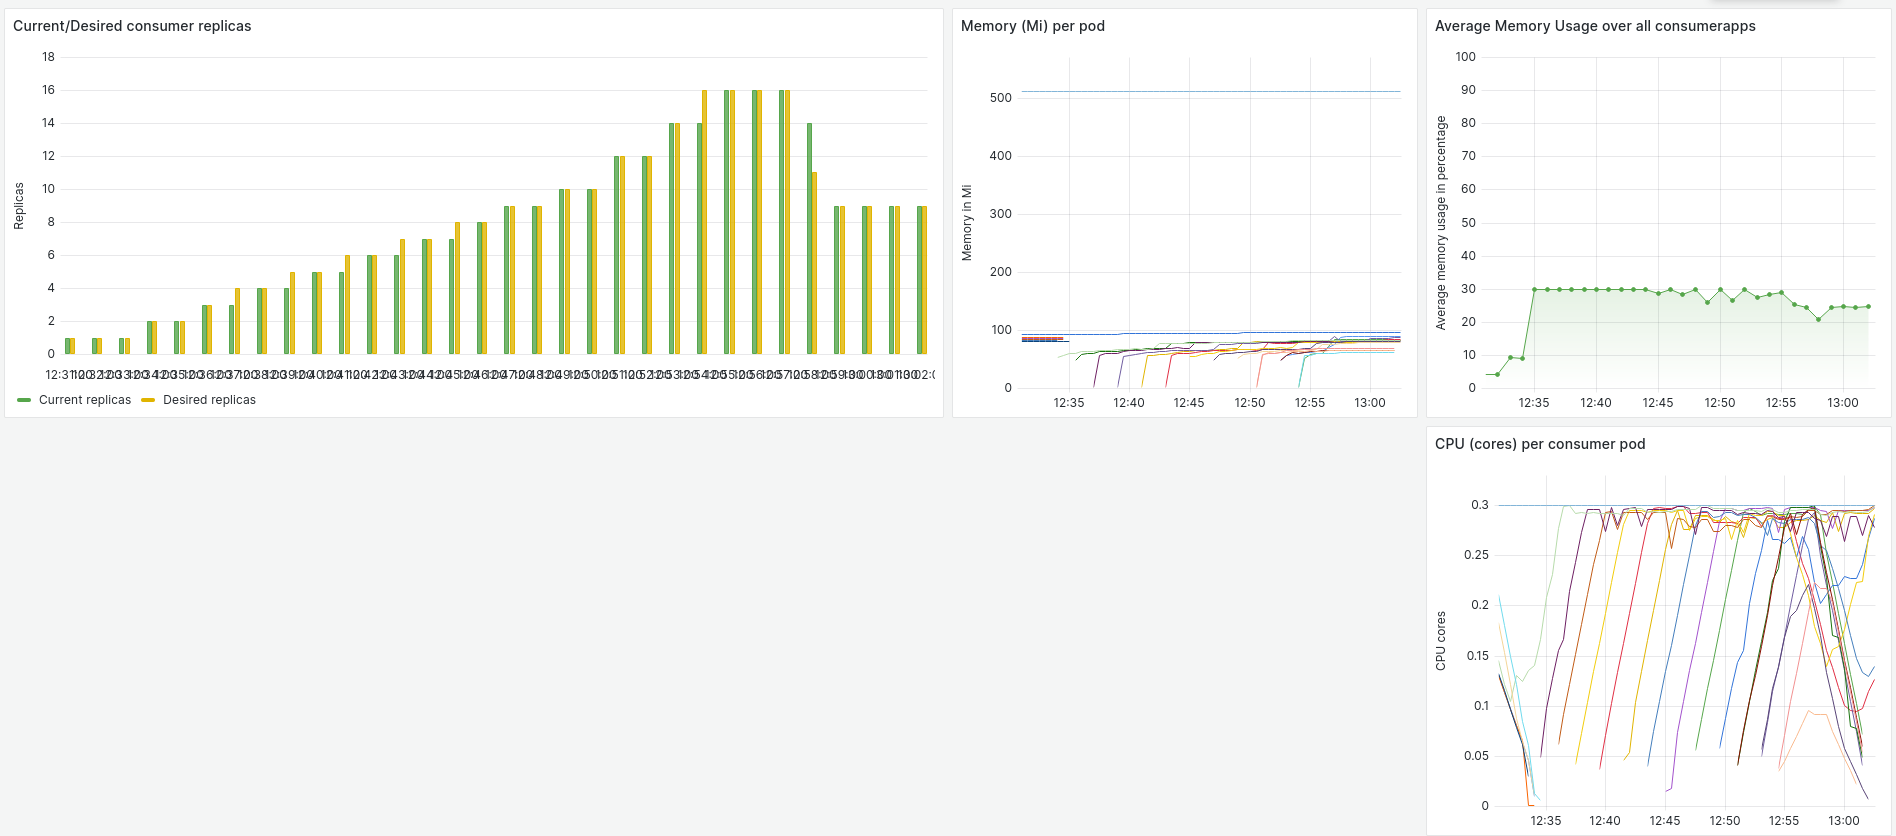 Current/Desired consumer replicas
18
16
14
12
10
8
6
4
2
0
Replicas
Current replicas Desired replicas
Memory (Mi) per pod
500
400
300
200
100
0
Memory in Mi
12:35 12:40 12:45 12:50 12:55 13:00
Average Memory Usage over all consumerapps
100
90
80
70
60
50
40
30
20
10
0
Average memory usage in percentage
12:35 12:40 12:45 12:50 12:55 13:00
CPU (cores) per consumer pod
0.3
0.25
0.2
0.15
0.1
0.05
0
CPU cores
12:35 12:40 12:45 12:50 12:55 13:00